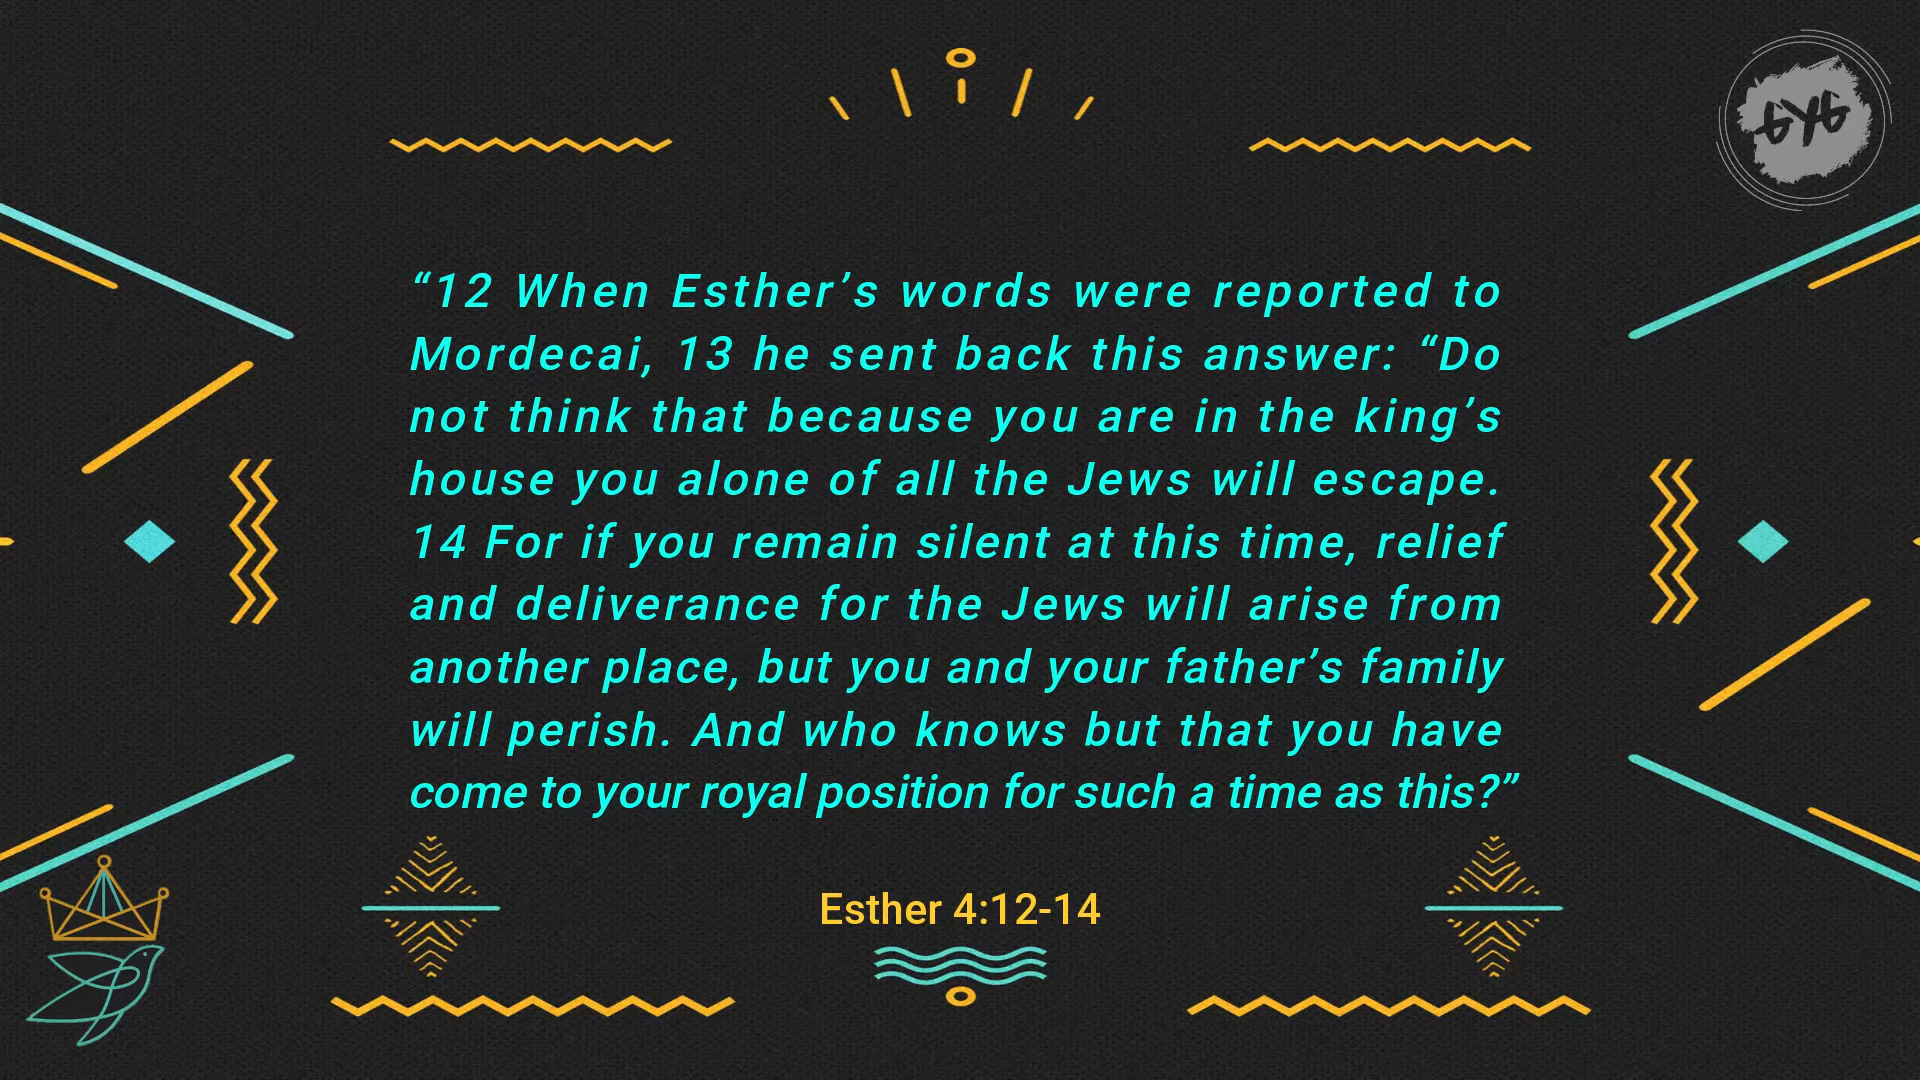 GYG
“12 When Esther’s words were reported to
Mordecai, 13 he sent back this answer: “Do
not think that because you are in the king’s
house you alone of all the Jews will escape.
14 For if you remain silent at this time, relief
and deliverance for the Jews will arise from
another place, but you and your father’s family
will perish. And who knows but that you have
come to your royal position for such a time as this?”
Esther 4:12-14